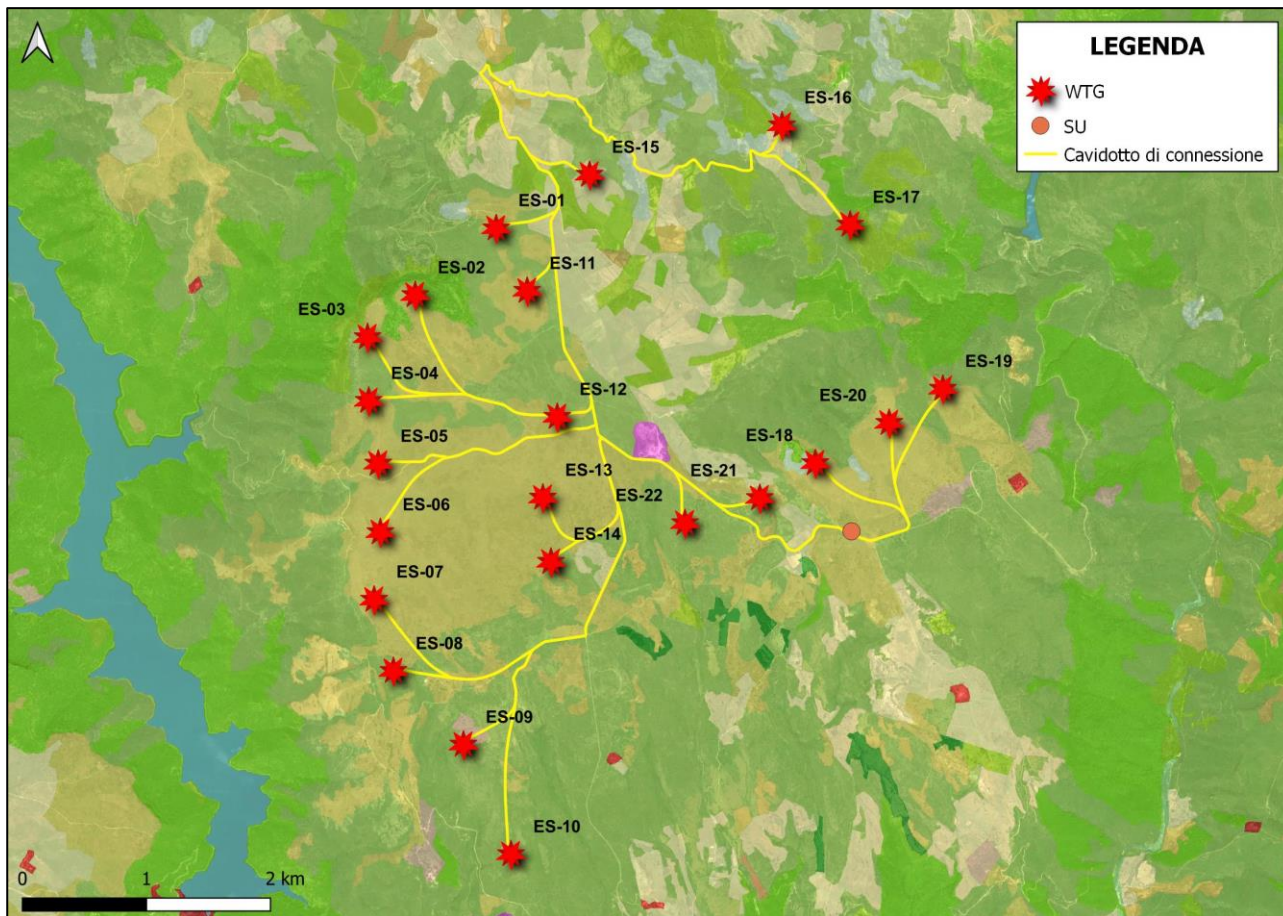 LEGENDA
WTG
SU
Cavidotto di connessione
ES-16
ES-15
ES-17
ES-01
ES-11
ES-02
ES-03
ES-04
ES-12
ES-19
ES-20
ES-05
ES-18
ES-13
ES-21
ES-22
ES-06
ES-14
ES-07
ES-08
ES-09
ES-10
0 1 2 km